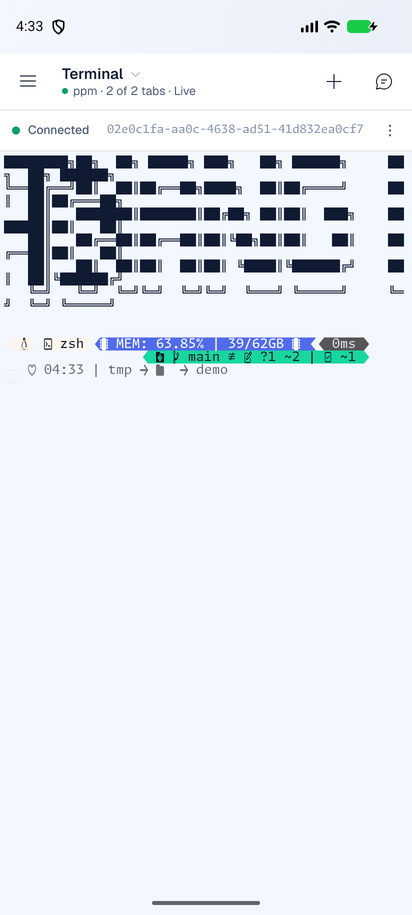 4:33
Terminal
ppm · 2 of 2 tabs · Live
Connected 02e0c1fa-aa0c-4638-ad51-41d832ea0cf7
zsh MEM: 63.85% | 39/62GB 0ms
main ≢ ?1 ~2 | ~1
04:33 | tmp → → demo